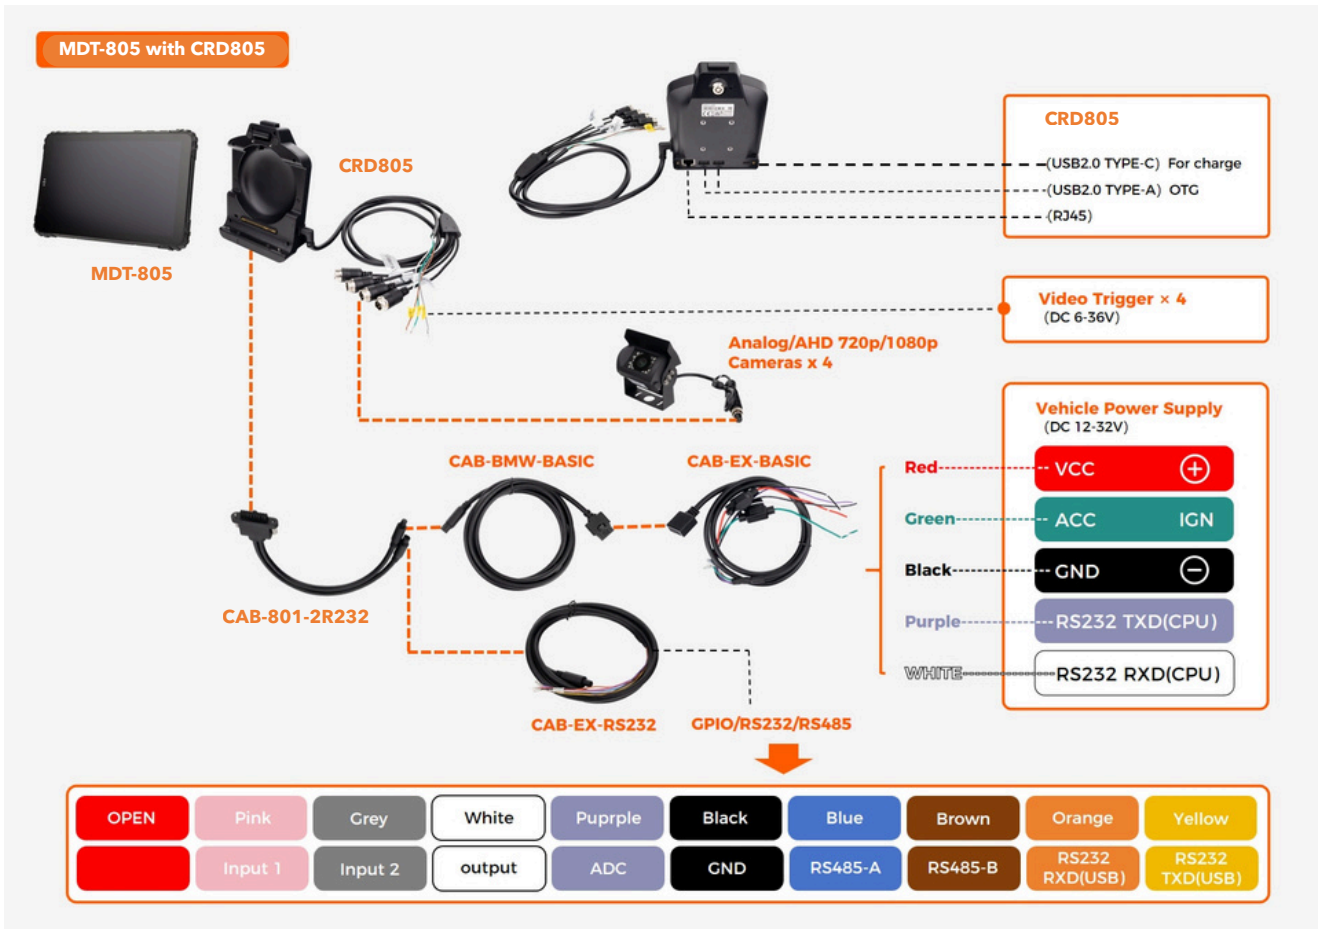 MDT-805 with CRD805
CRD805
(USB2.0 TYPE-C) For charge
(USB2.0 TYPE-A) OTG
(RJ45)
CRD805
MDT-805
Video Trigger × 4
(DC 6-36V)
Analog/AHD 720p/1080p
Cameras x 4
Vehicle Power Supply
(DC 12-32V)
CAB-BMW-BASIC
CAB-EX-BASIC
Red
VCC
Green
ACC IGN
Black
GND
Purple
RS232 TXD(CPU)
WHITE
RS232 RXD(CPU)
CAB-801-2R232
CAB-EX-RS232
GPIO/RS232/RS485
OPEN Pink Grey White Puprple Black Blue Brown Orange Yellow
Input 1 Input 2 output ADC GND RS485-A RS485-B
RS232
RXD(USB)
RS232
TXD(USB)